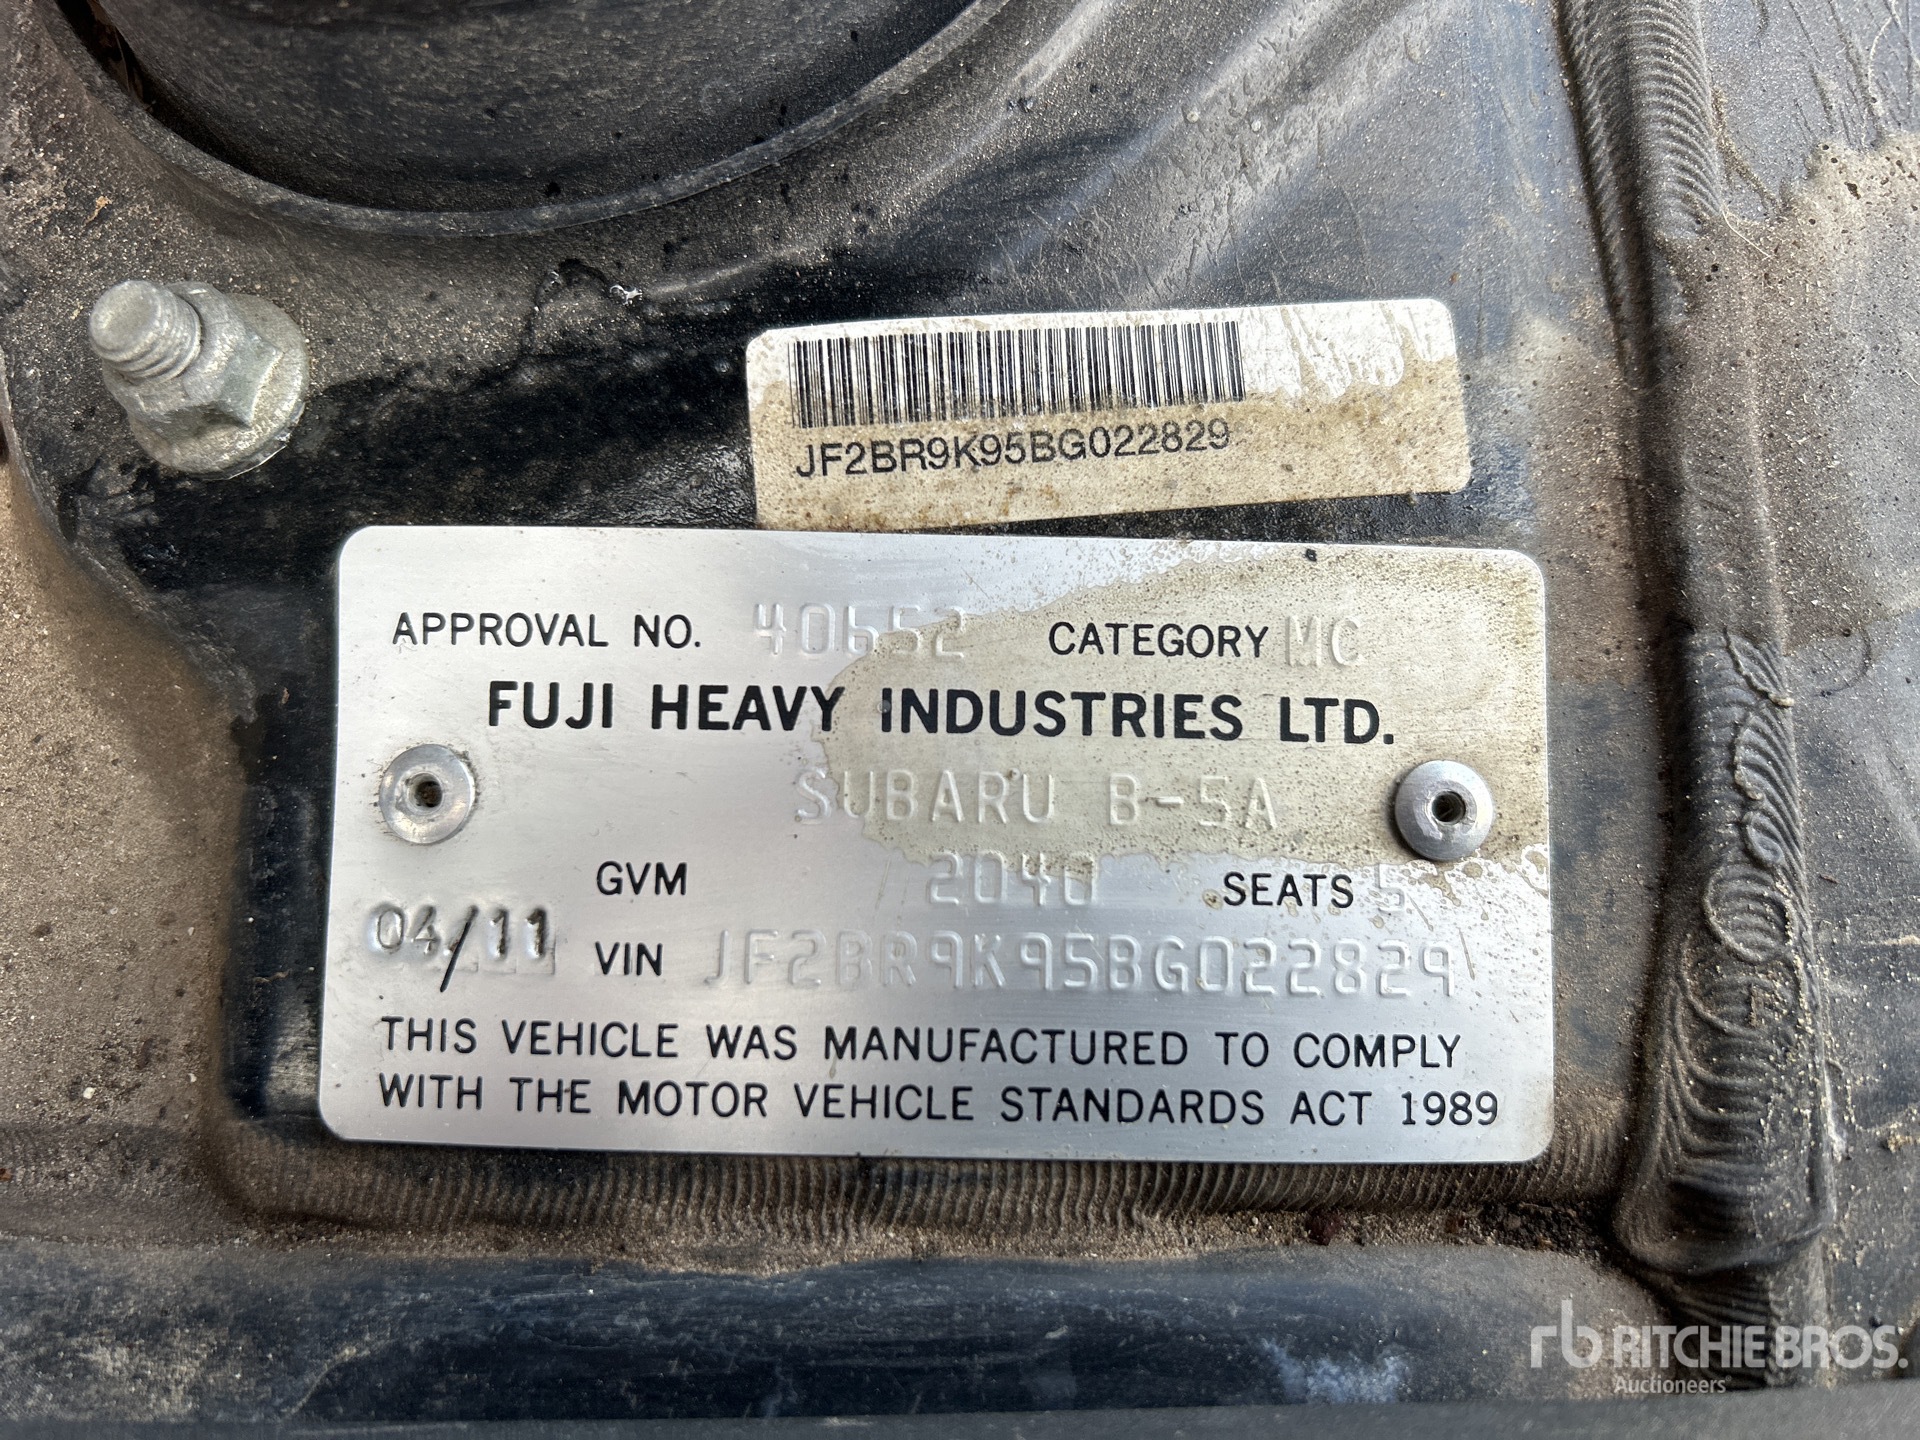 JF2BR9K95BG022829
APPROVAL NO. 40652 CATEGORY MC
FUJI HEAVY INDUSTRIES LTD.
SUBARU B-5A
GVM 2040 SEATS 5
04/11 VIN JF2BR9K95BG022829
THIS VEHICLE WAS MANUFACTURED TO COMPLY
WITH THE MOTOR VEHICLE STANDARDS ACT 1989
rb RITCHIE BROS.
Auctioneers